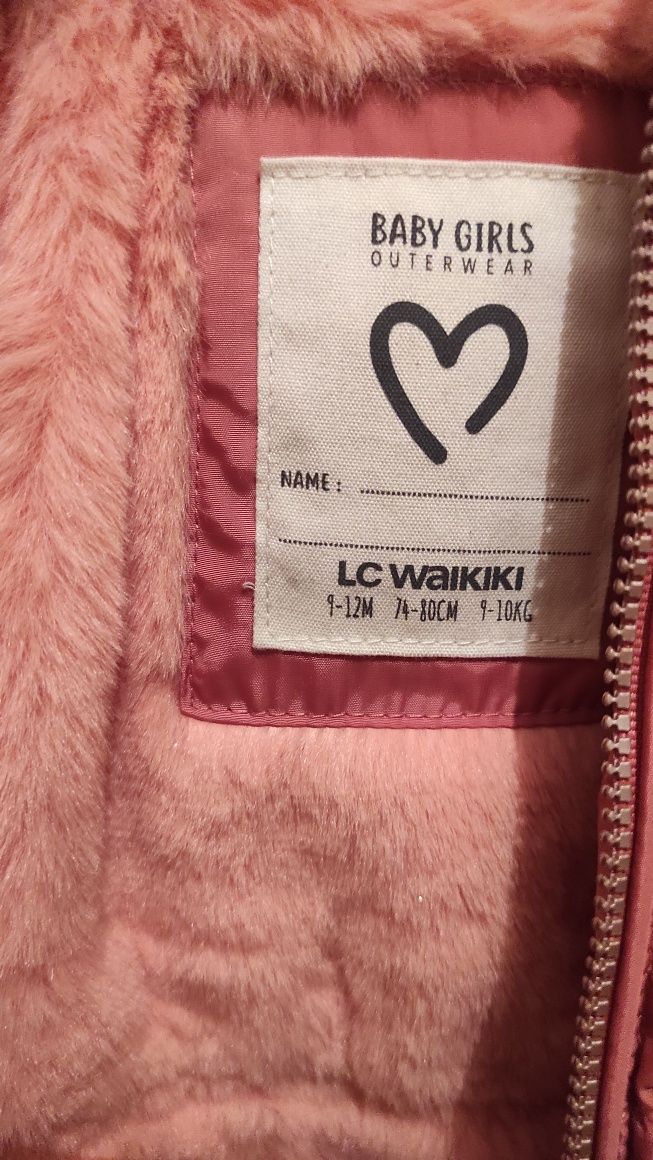 BABY GIRLS
OUTERWEAR
NAME :
LC WAIKIKI
9-12M 74-80CM 9-10KG